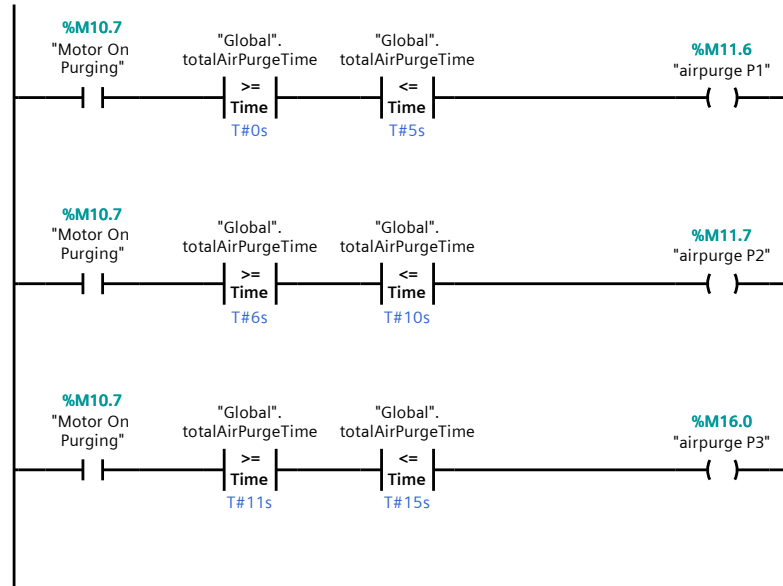 %M10.7
"Motor On
Purging"
"Global".
totalAirPurgeTime
>=
Time
T#0s
"Global".
totalAirPurgeTime
<=
Time
T#5s
%M11.6
"airpurge P1"
%M10.7
"Motor On
Purging"
"Global".
totalAirPurgeTime
>=
Time
T#6s
"Global".
totalAirPurgeTime
<=
Time
T#10s
%M11.7
"airpurge P2"
%M10.7
"Motor On
Purging"
"Global".
totalAirPurgeTime
>=
Time
T#11s
"Global".
totalAirPurgeTime
<=
Time
T#15s
%M16.0
"airpurge P3"